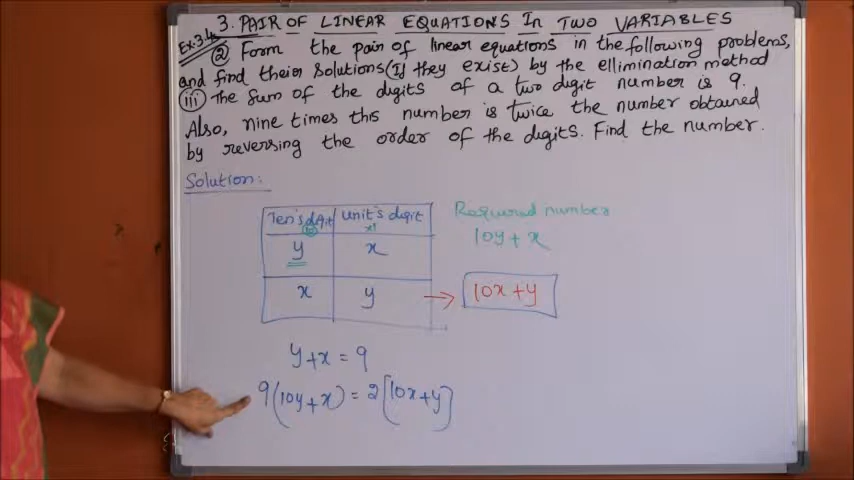 3. PAIR OF LINEAR EQUATIONS In TWO VARIABLES
Ex:3.4
② Form the pair of linear equations in the following problems,
and find their solutions (If they exist) by the ellimination method
(iii) The sum of the digits of a two digit number is 9.
Also, nine times this number is twice the number obtained
by reversing the order of the digits. Find the number.
Solution:
Ten's digit Unit's digit Required number
y x 10y + x
x y → 10x+y
y+x = 9
9(10y+x) = 2[10x+y]